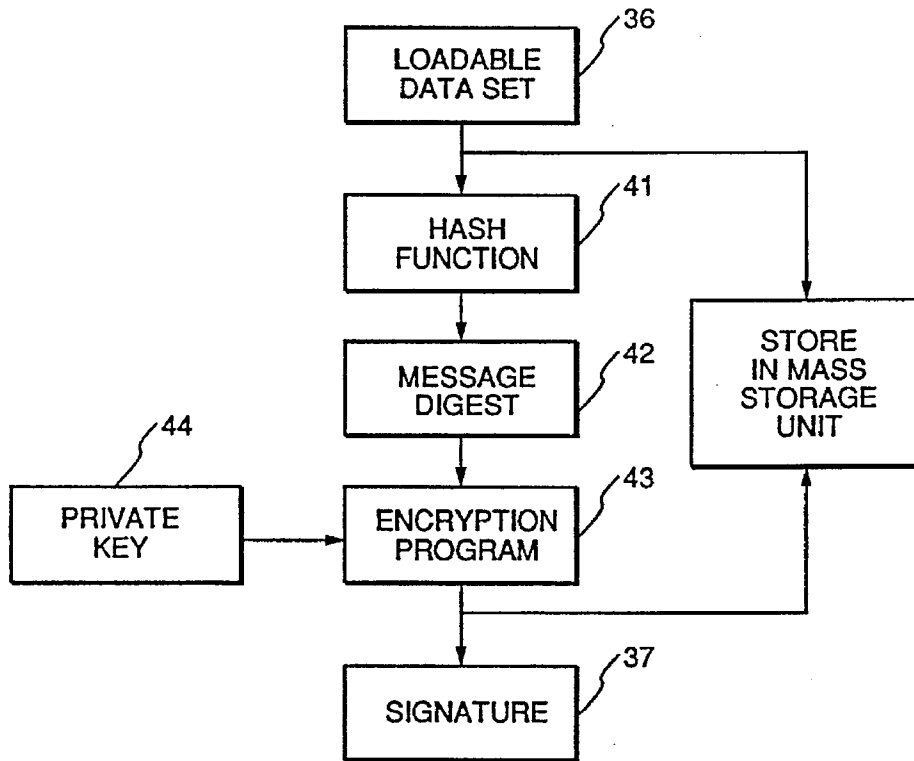 36
LOADABLE
DATA SET
41
HASH
FUNCTION
42
MESSAGE
DIGEST
STORE
IN MASS
STORAGE
UNIT
44
PRIVATE
KEY
43
ENCRYPTION
PROGRAM
37
SIGNATURE